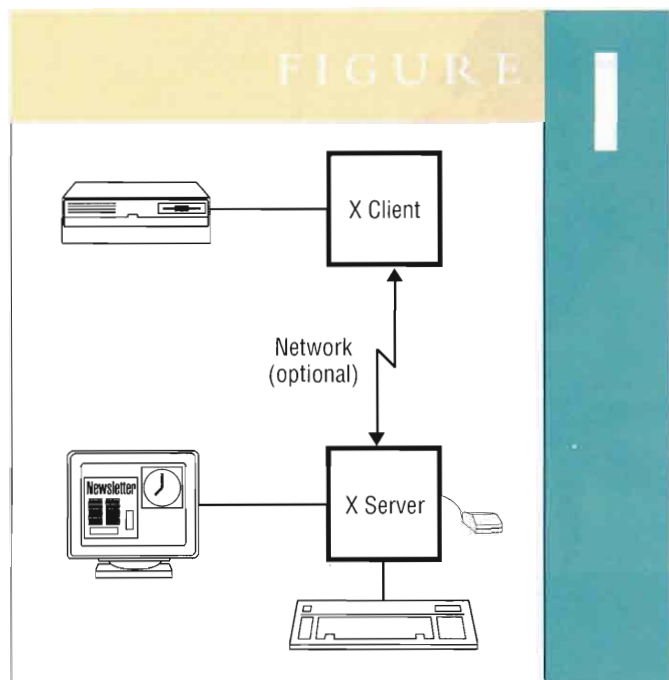 FIGURE
I
X Client
Network
(optional)
Newsletter
X Server